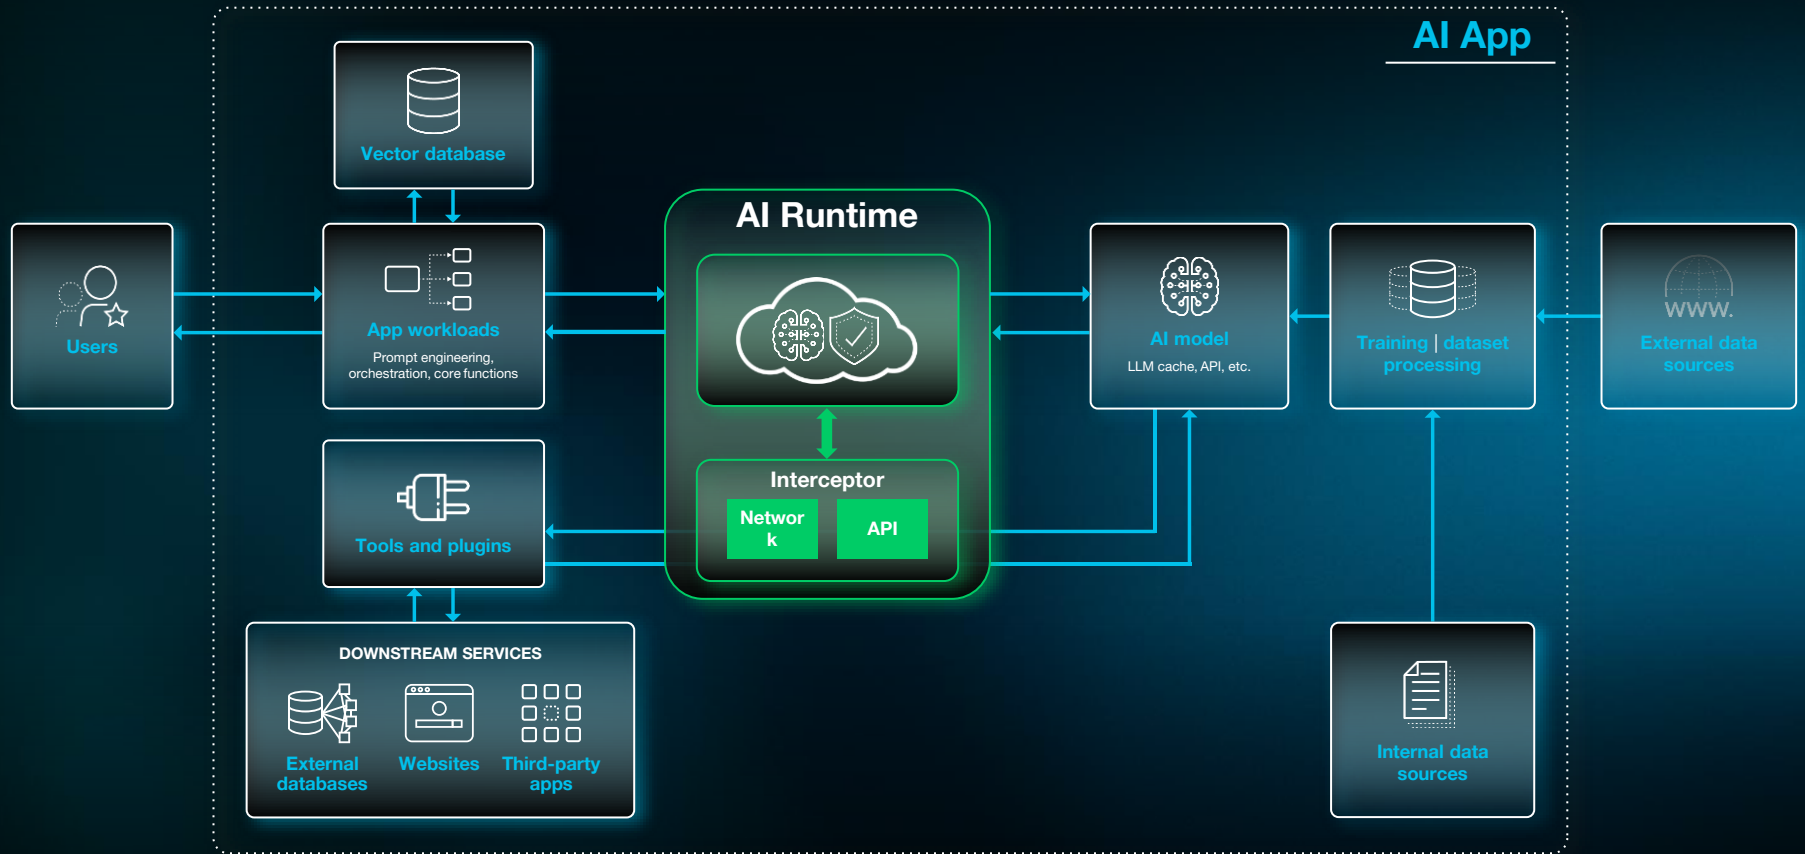 AI App
Vector database
AI Runtime
Users
App workloads
Prompt engineering,
orchestration, core functions
AI model
LLM cache, API, etc.
Training | dataset
processing
WWW.
External data
sources
Interceptor
Networ
k
API
Tools and plugins
DOWNSTREAM SERVICES
External
databases
Websites
Third-party
apps
Internal data
sources